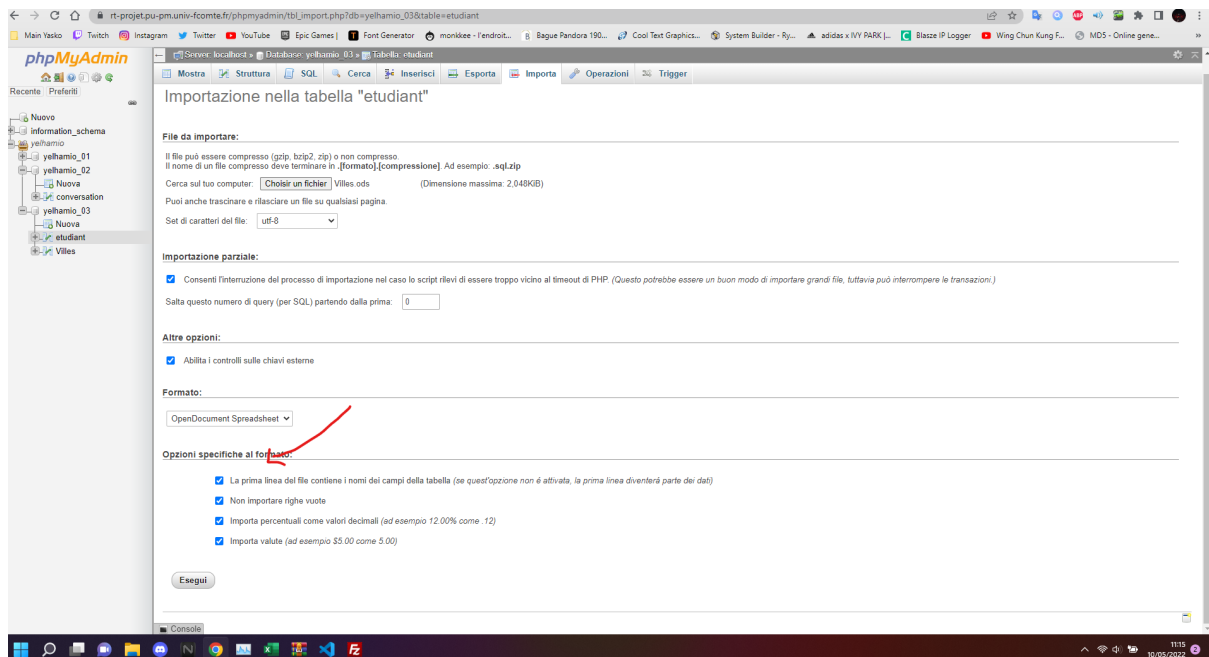 rt-projet.pu-pm.univ-fcomte.fr/phpmyadmin/tbl_import.php?db=yelhamio_03&table=etudiant
Main Yasko Twitch Instagram Twitter YouTube Epic Games | Font Generator monkkee - l'endroit... Bague Pandora 190... Cool Text Graphics... System Builder - Ry... adidas x IVY PARK |... Blasze IP Logger Wing Chun Kung F... MD5 - Online gene... »
phpMyAdmin
Recente Preferiti
Nuovo
information_schema
yelhamio
yelhamio_01
yelhamio_02
Nuova
conversation
yelhamio_03
Nuova
etudiant
Villes
Server: localhost » Database: yelhamio_03 » Tabella: etudiant
Mostra Struttura SQL Cerca Inserisci Esporta Importa Operazioni Trigger
Importazione nella tabella "etudiant"
File da importare:
Il file può essere compresso (gzip, bzip2, zip) o non compresso.
Il nome di un file compresso deve terminare in .[formato].[compressione]. Ad esempio: .sql.zip
Cerca sul tuo computer: Choisir un fichier Villes.ods (Dimensione massima: 2,048KiB)
Puoi anche trascinare e rilasciare un file su qualsiasi pagina.
Set di caratteri del file: utf-8
Importazione parziale:
Consenti l'interruzione del processo di importazione nel caso lo script rilevi di essere troppo vicino al timeout di PHP. (Questo potrebbe essere un buon modo di importare grandi file, tuttavia può interrompere le transazioni.)
Salta questo numero di query (per SQL) partendo dalla prima: 0
Altre opzioni:
Abilita i controlli sulle chiavi esterne
Formato:
OpenDocument Spreadsheet
Opzioni specifiche al formato:
La prima linea del file contiene i nomi dei campi della tabella (se quest'opzione non é attivata, la prima linea diventerà parte dei dati)
Non importare righe vuote
Importa percentuali come valori decimali (ad esempio 12.00% come .12)
Importa valute (ad esempio $5.00 come 5.00)
Esegui
Console
11:15
10/05/2022
2